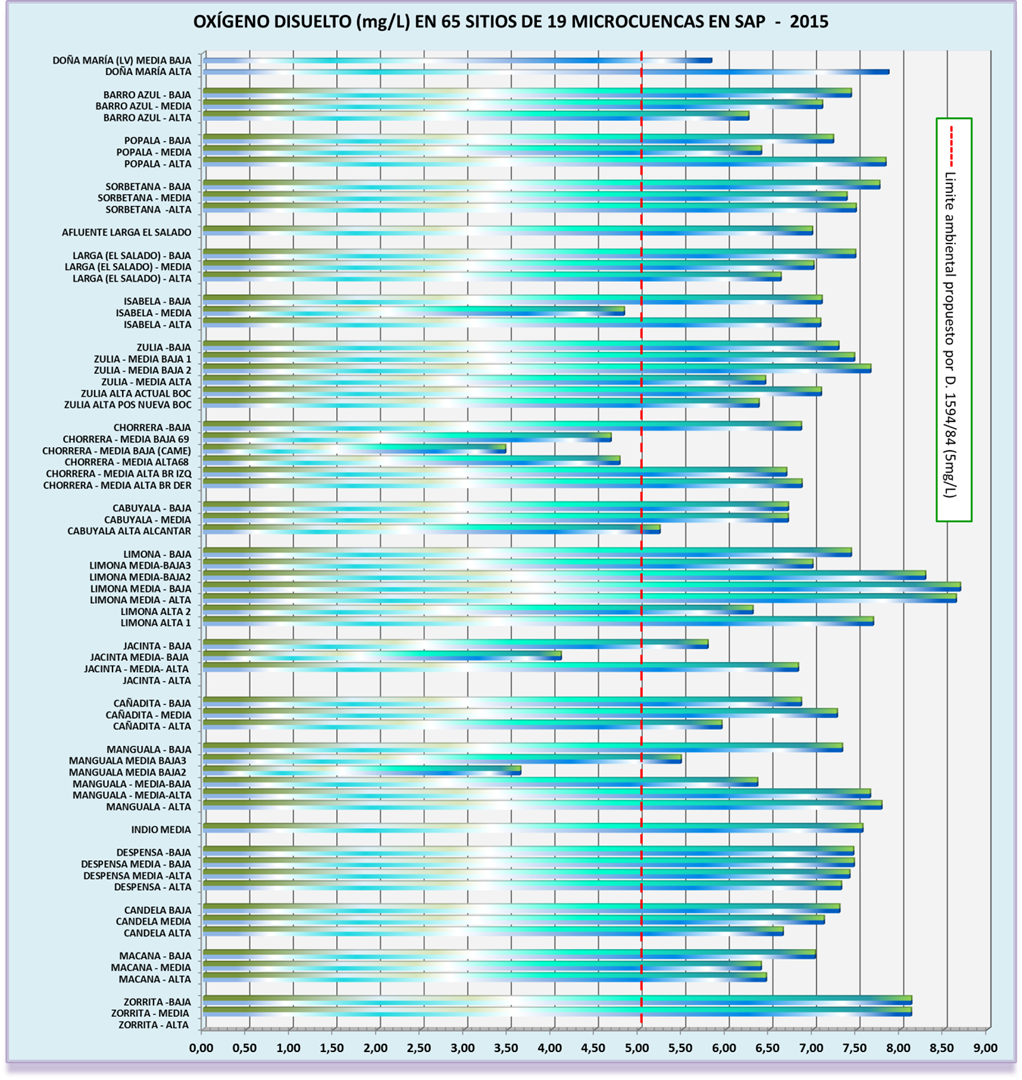 OXÍGENO DISUELTO (mg/L) EN 65 SITIOS DE 19 MICROCUENCAS EN SAP - 2015
DOÑA MARÍA (LV) MEDIA BAJA
DOÑA MARÍA ALTA
BARRO AZUL - BAJA
BARRO AZUL - MEDIA
BARRO AZUL - ALTA
POPALA - BAJA
POPALA - MEDIA
POPALA - ALTA
SORBETANA - BAJA
SORBETANA - MEDIA
SORBETANA -ALTA
AFLUENTE LARGA EL SALADO
LARGA (EL SALADO) - BAJA
LARGA (EL SALADO) - MEDIA
LARGA (EL SALADO) - ALTA
ISABELA - BAJA
ISABELA - MEDIA
ISABELA - ALTA
ZULIA -BAJA
ZULIA - MEDIA BAJA 1
ZULIA - MEDIA BAJA 2
ZULIA - MEDIA ALTA
ZULIA ALTA ACTUAL BOC
ZULIA ALTA POS NUEVA BOC
CHORRERA -BAJA
CHORRERA - MEDIA BAJA 69
CHORRERA - MEDIA BAJA (CAME)
CHORRERA - MEDIA ALTA68
CHORRERA - MEDIA ALTA BR IZQ
CHORRERA - MEDIA ALTA BR DER
CABUYALA - BAJA
CABUYALA - MEDIA
CABUYALA ALTA ALCANTAR
LIMONA - BAJA
LIMONA MEDIA-BAJA3
LIMONA MEDIA-BAJA2
LIMONA MEDIA - BAJA
LIMONA MEDIA - ALTA
LIMONA ALTA 2
LIMONA ALTA 1
JACINTA - BAJA
JACINTA MEDIA- BAJA
JACINTA - MEDIA- ALTA
JACINTA - ALTA
CAÑADITA - BAJA
CAÑADITA - MEDIA
CAÑADITA - ALTA
MANGUALA - BAJA
MANGUALA MEDIA BAJA3
MANGUALA MEDIA BAJA2
MANGUALA - MEDIA-BAJA
MANGUALA - MEDIA-ALTA
MANGUALA - ALTA
INDIO MEDIA
DESPENSA -BAJA
DESPENSA MEDIA - BAJA
DESPENSA MEDIA -ALTA
DESPENSA - ALTA
CANDELA BAJA
CANDELA MEDIA
CANDELA ALTA
MACANA - BAJA
MACANA - MEDIA
MACANA - ALTA
ZORRITA -BAJA
ZORRITA - MEDIA
ZORRITA - ALTA
0,00 0,50 1,00 1,50 2,00 2,50 3,00 3,50 4,00 4,50 5,00 5,50 6,00 6,50 7,00 7,50 8,00 8,50 9,00
Limite ambiental propuesto por D. 1594/84 (5mg/L)